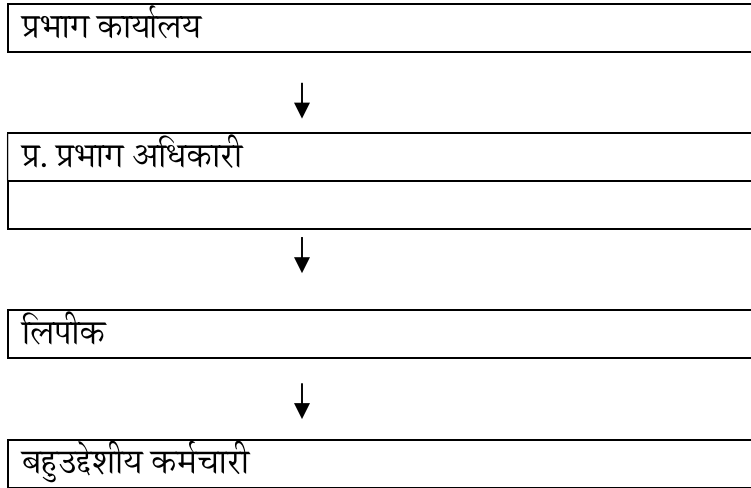 प्रभाग कार्यालय
प्र. प्रभाग अधिकारी
लिपीक
बहुउद्देशीय कर्मचारी